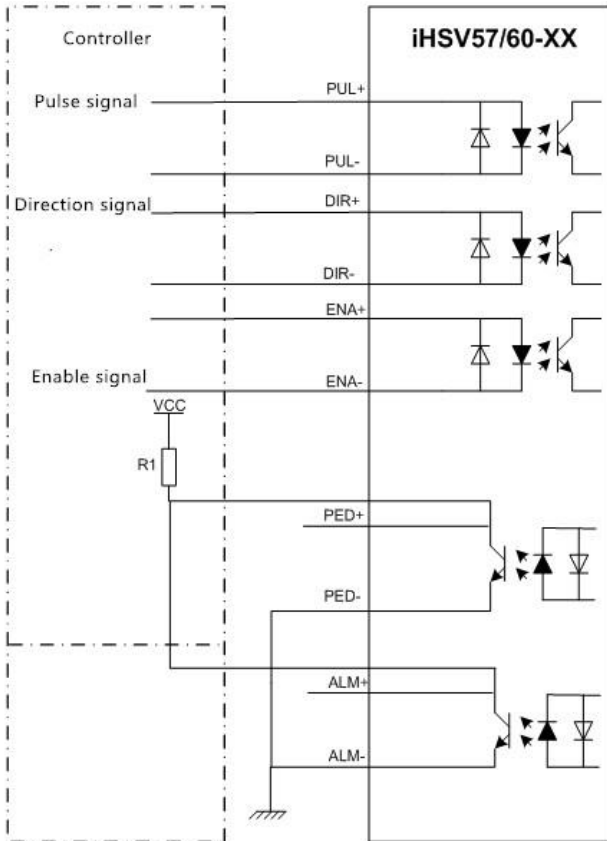 Controller
iHSV57/60-XX
PUL+
Pulse signal
PUL-
Direction signal
DIR+
DIR-
ENA+
Enable signal
ENA-
VCC
R1
PED+
PED-
ALM+
ALM-